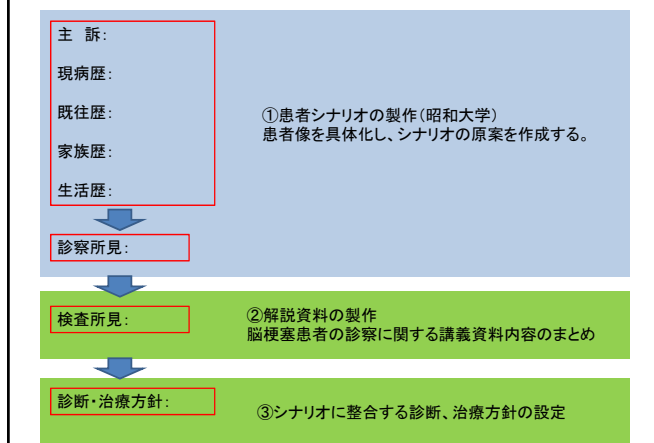 主　訴：
現病歴：
既往歴：
家族歴：
生活歴：
①患者シナリオの製作（昭和大学）
患者像を具体化し、シナリオの原案を作成する。
診察所見：
検査所見：
②解説資料の製作
脳梗塞患者の診察に関する講義資料内容のまとめ
診断・治療方針：
③シナリオに整合する診断、治療方針の設定